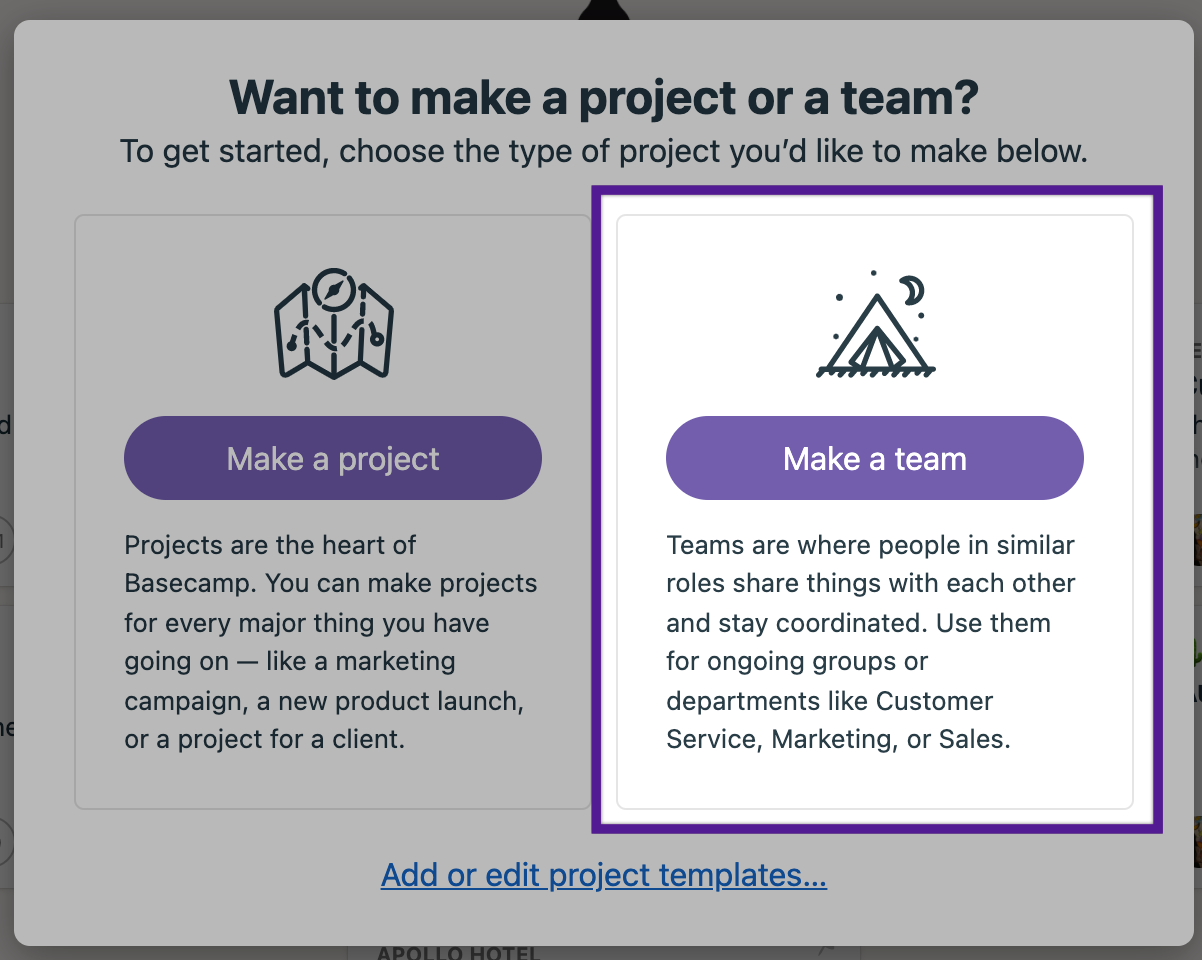 Want to make a project or a team?
To get started, choose the type of project you’d like to make below.
Make a project
Projects are the heart of
Basecamp. You can make projects
for every major thing you have
going on — like a marketing
campaign, a new product launch,
or a project for a client.
Make a team
Teams are where people in similar
roles share things with each other
and stay coordinated. Use them
for ongoing groups or
departments like Customer
Service, Marketing, or Sales.
Add or edit project templates...
APOLLO HOTEL